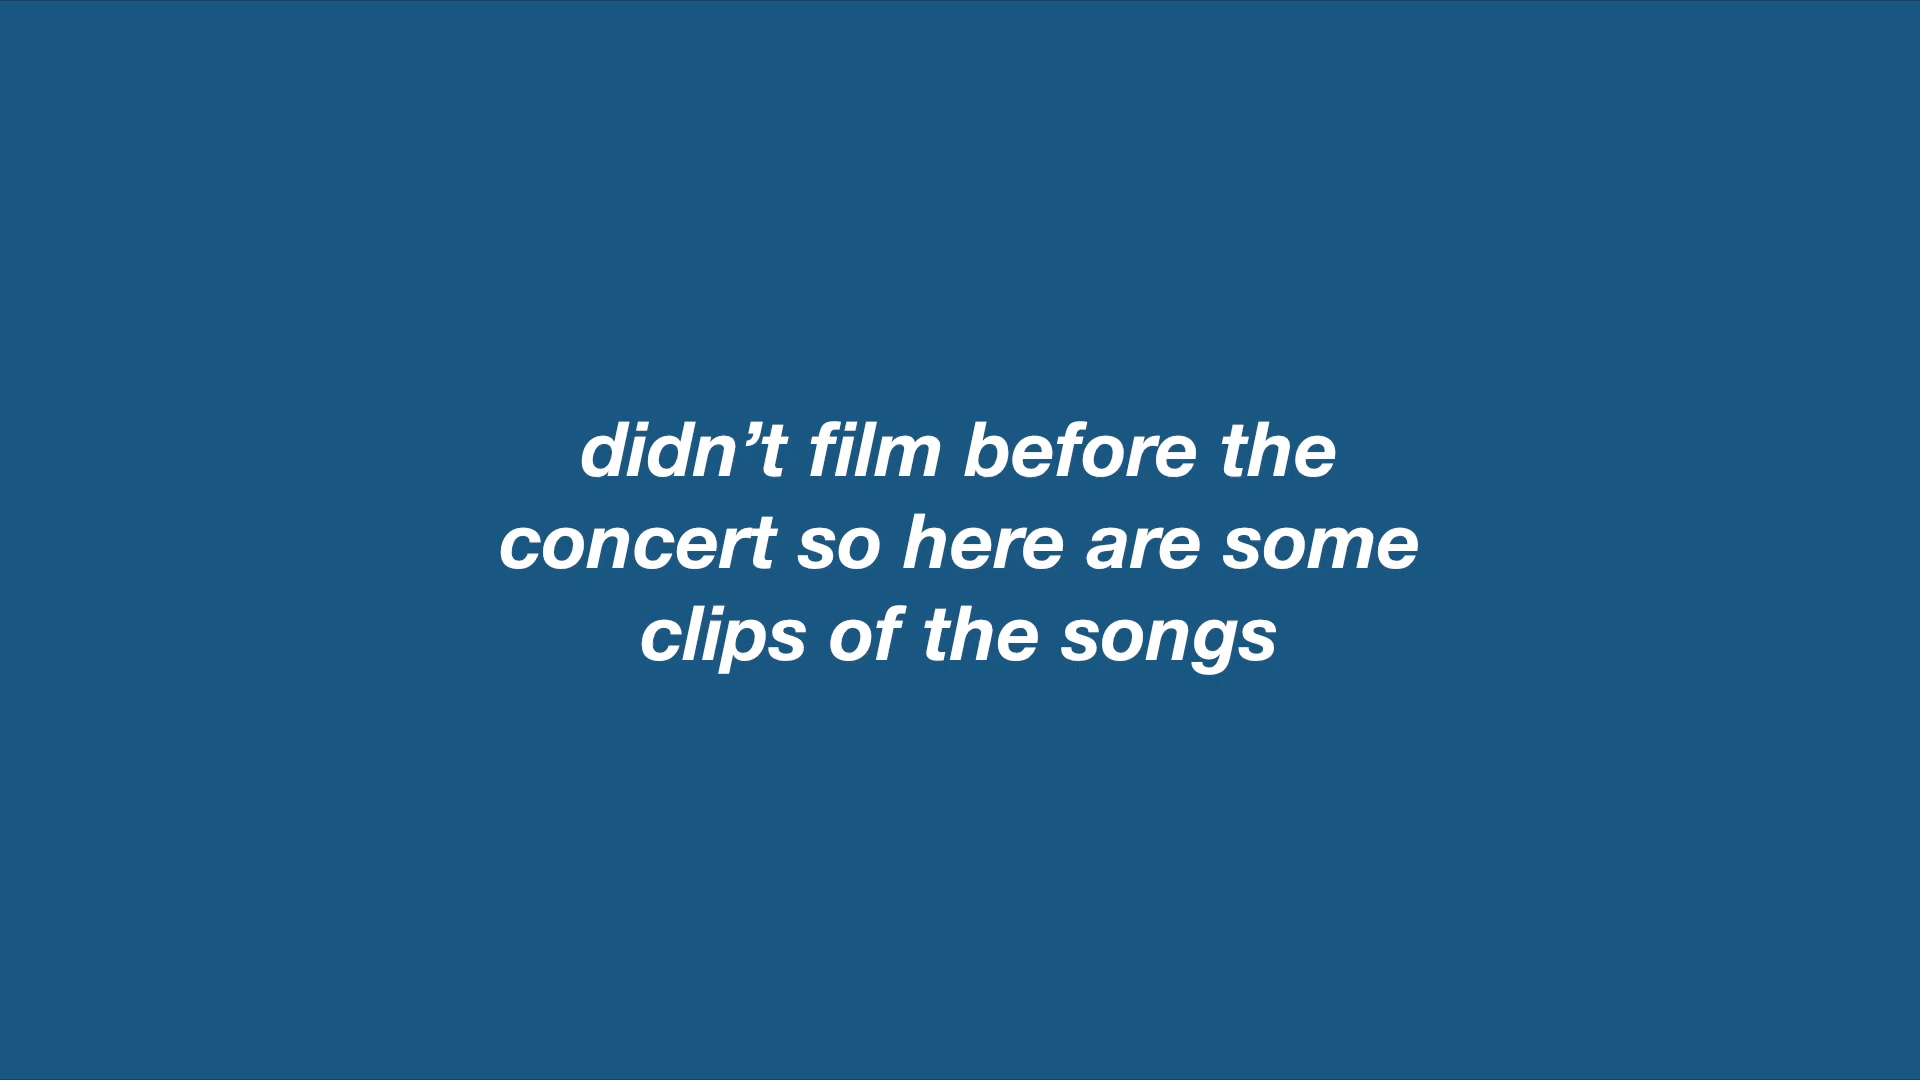 didn’t film before the
concert so here are some
clips of the songs